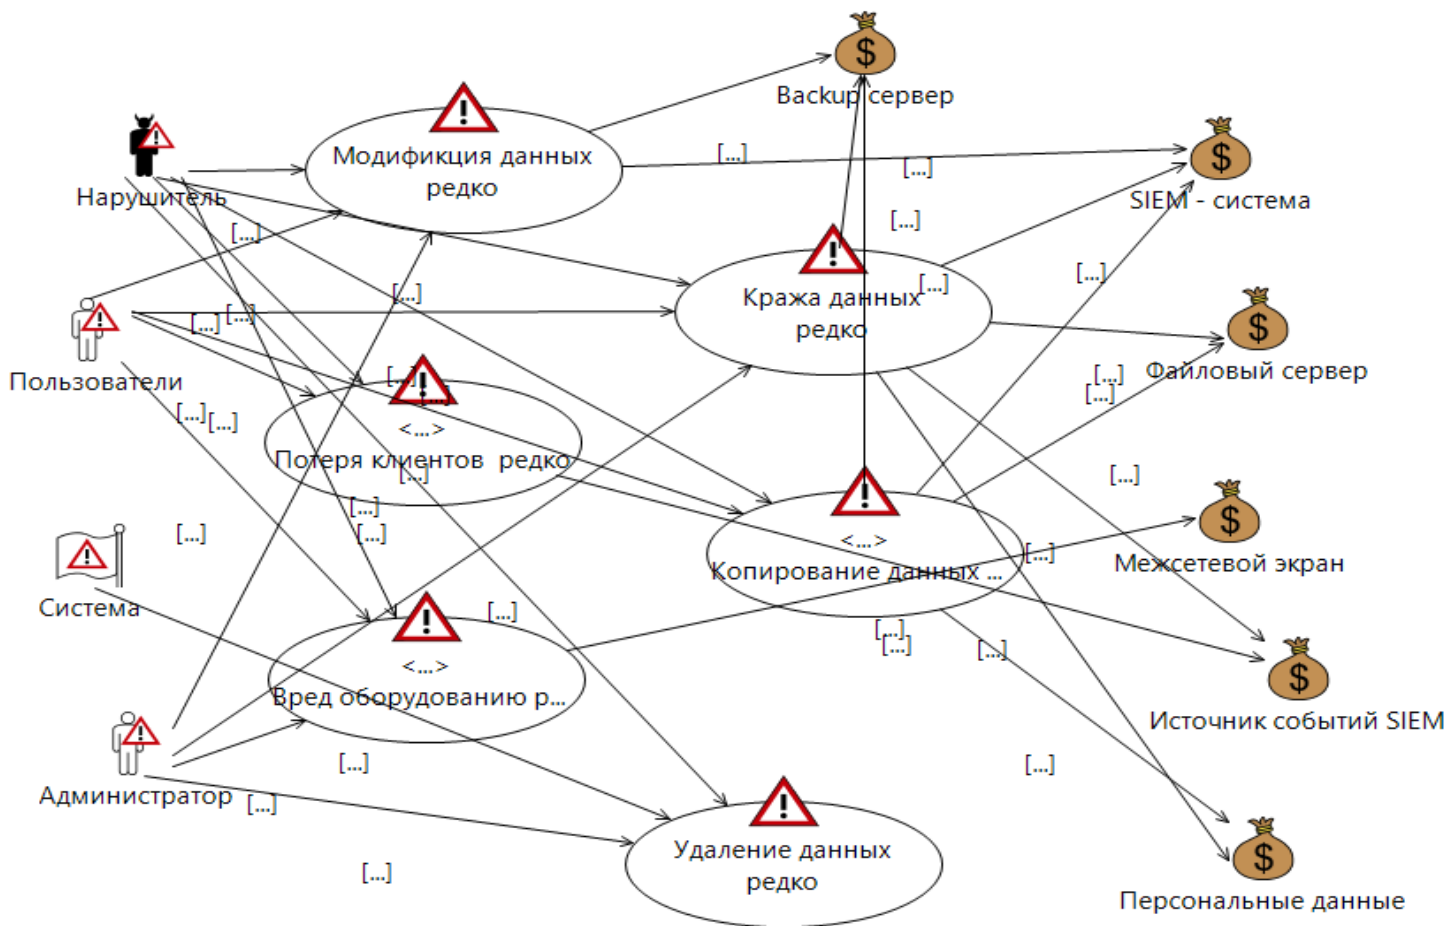 Backup сервер
Модификция данных
редко
[...]
[...]
SIEM - система
Нарушитель
[...]
[...]
[...]
[...]
[...]
Кража данных
редко
[...]
[...]
Пользователи
[...]
[...]
Файловый сервер
[...]
[...]
[...]
[...]
<...>
Потеря клиентов редко
[...]
[...]
[...]
[...]
[...]
<...>
Копирование данных ...
[...]
Межсетевой экран
Система
[...]
[...]
[...]
[...]
<...>
Вред оборудованию р...
Источник событий SIEM
[...]
[...]
Администратор
[...]
Удаление данных
редко
[...]
Персональные данные